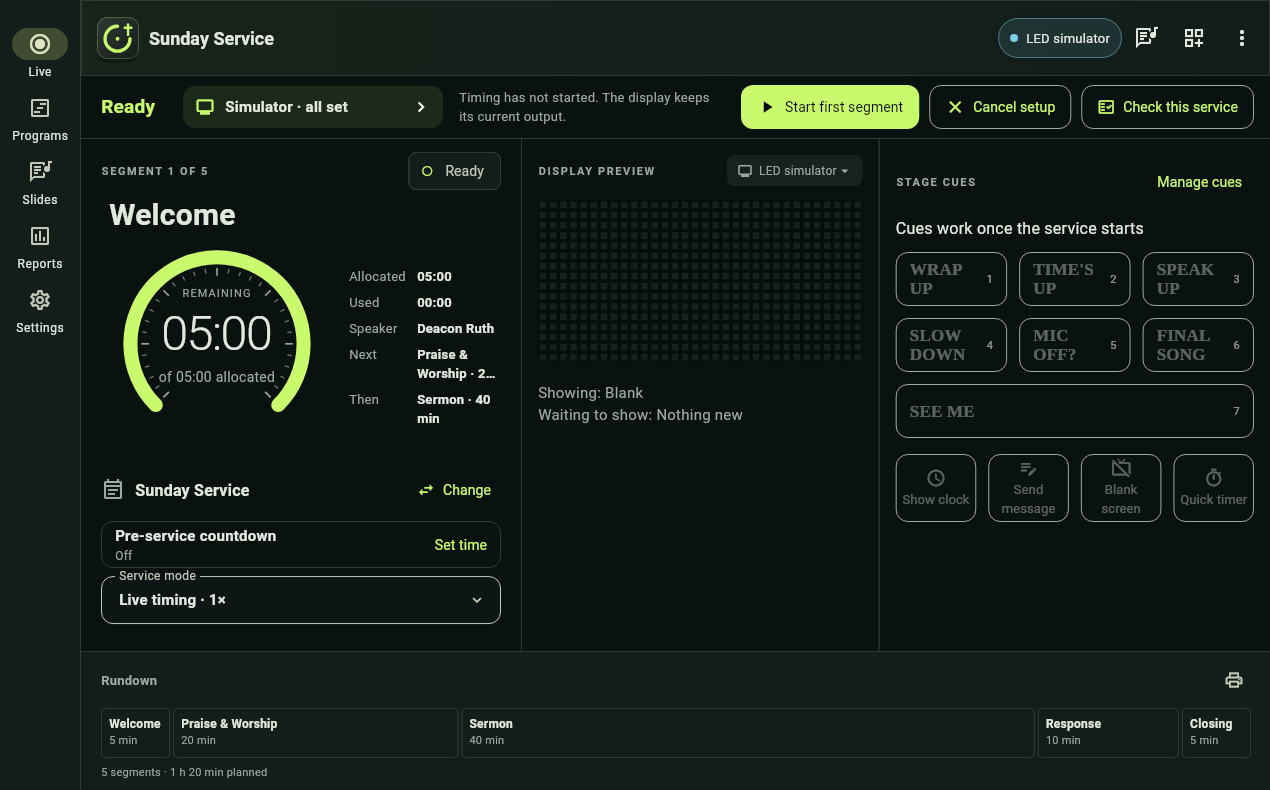 Sunday Service
LED simulator
Live
Programs
Slides
Reports
Settings
Ready
Simulator · all set
Timing has not started. The display keeps
its current output.
Start first segment
Cancel setup
Check this service
SEGMENT 1 OF 5
Ready
Welcome
REMAINING
05:00
of 05:00 allocated
Allocated 05:00
Used 00:00
Speaker Deacon Ruth
Next Praise &
Worship · 2…
Then Sermon · 40
min
Sunday Service
Change
Pre-service countdown
Off
Set time
Service mode
Live timing · 1×
DISPLAY PREVIEW
LED simulator
Showing: Blank
Waiting to show: Nothing new
STAGE CUES
Manage cues
Cues work once the service starts
WRAP
UP 1
TIME'S
UP 2
SPEAK
UP 3
SLOW
DOWN 4
MIC
OFF? 5
FINAL
SONG 6
SEE ME 7
Show clock
Send
message
Blank
screen
Quick timer
Rundown
Welcome
5 min
Praise & Worship
20 min
Sermon
40 min
Response
10 min
Closing
5 min
5 segments · 1 h 20 min planned